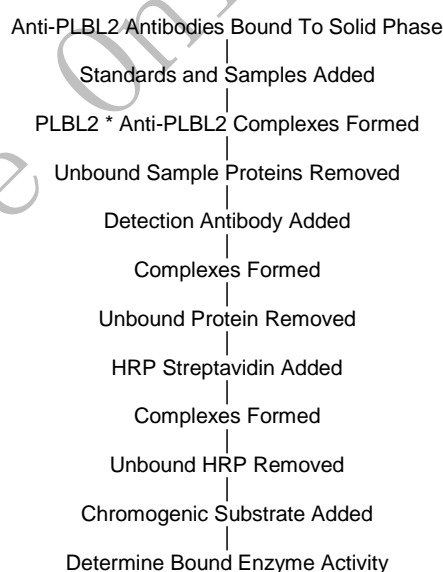 Anti-PLBL2 Antibodies Bound To Solid Phase
Standards and Samples Added
PLBL2 * Anti-PLBL2 Complexes Formed
Unbound Sample Proteins Removed
Detection Antibody Added
Complexes Formed
Unbound Protein Removed
HRP Streptavidin Added
Complexes Formed
Unbound HRP Removed
Chromogenic Substrate Added
Determine Bound Enzyme Activity